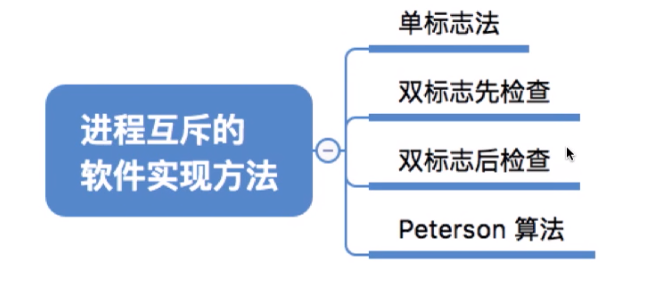 进程互斥的
软件实现方法
单标志法
双标志先检查
双标志后检查
Peterson 算法